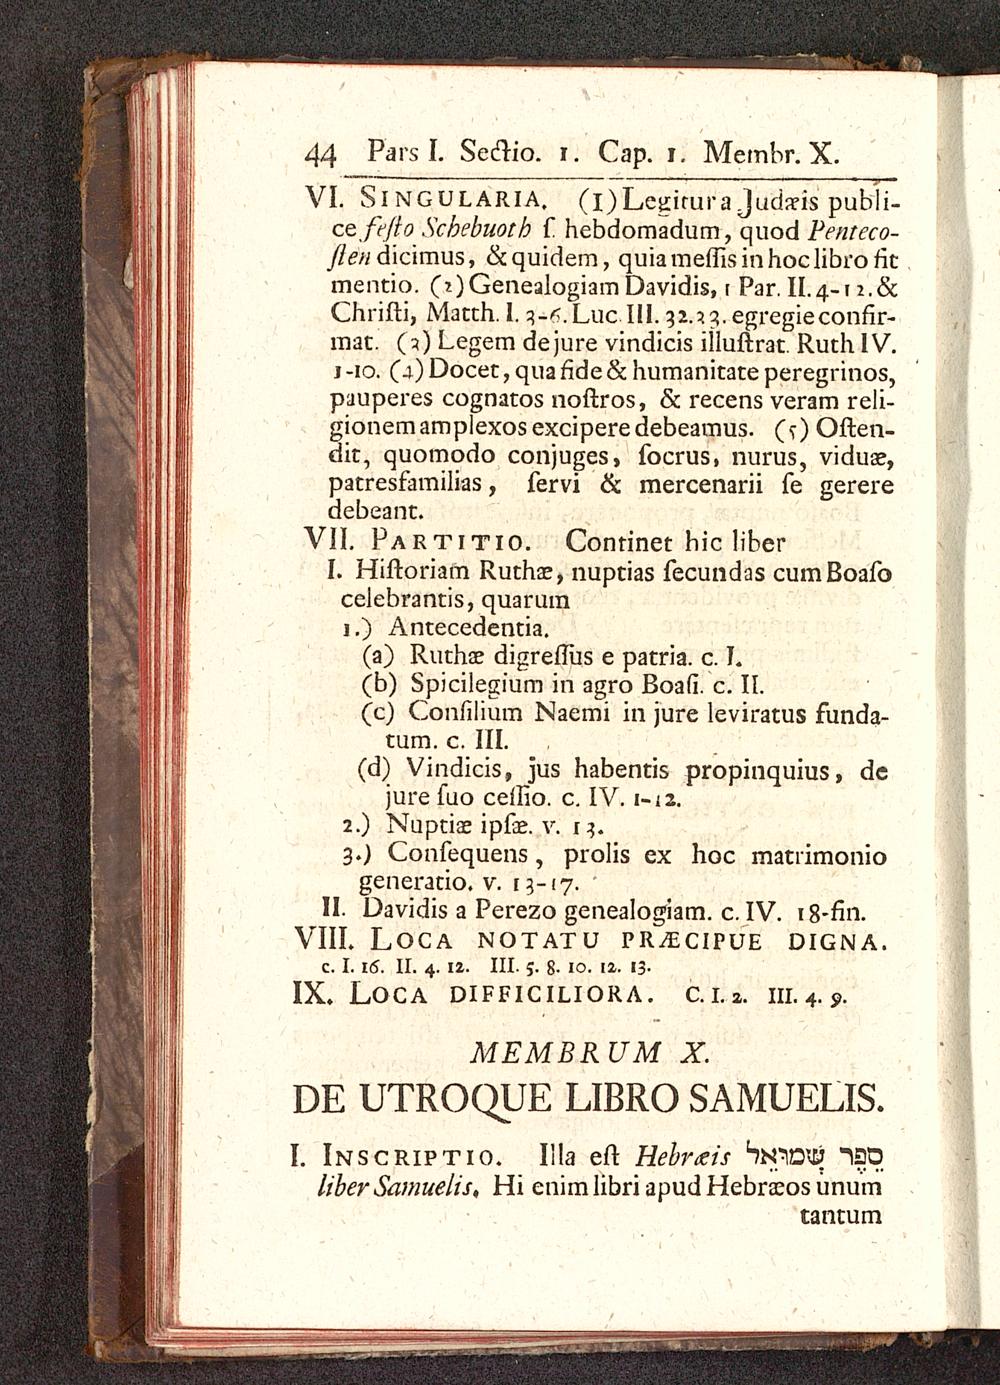 44 Pars I. Sectio. 1. Cap. 1. Membr. X.
VI. SINGULARIA. (1) Legitur a Judæis publi-
ce feſto Schebuoth ſ. hebdomadum, quod Penteco-
ſten dicimus, & quidem, quia meſſis in hoc libro fit
mentio. (2) Genealogiam Davidis, 1 Par. II. 4-12. &
Chriſti, Matth. I. 3-6. Luc. III. 32. 33. egregie confir-
mat. (3) Legem de jure vindicis illuſtrat. Ruth IV.
1-10. (4) Docet, qua fide & humanitate peregrinos,
pauperes cognatos noſtros, & recens veram reli-
gionem amplexos excipere debeamus. (5) Oſten-
dit, quomodo conjuges, ſocrus, nurus, viduæ,
patresfamilias, ſervi & mercenarii ſe gerere
debeant.
VII. PARTITIO. Continet hic liber
I. Hiſtoriam Ruthæ, nuptias ſecundas cum Boaſo
celebrantis, quarum
1.) Antecedentia.
(a) Ruthæ digreſſus e patria. c. I.
(b) Spicilegium in agro Boaſi. c. II.
(c) Conſilium Naemi in jure leviratus funda-
tum. c. III.
(d) Vindicis, jus habentis propinquius, de
jure ſuo ceſſio. c. IV. 1-12.
2.) Nuptiæ ipſæ. v. 13.
3.) Conſequens, prolis ex hoc matrimonio
generatio. v. 13-17.
II. Davidis a Perezo genealogiam. c. IV. 18-fin.
VIII. LOCA NOTATU PRÆCIPUE DIGNA.
c. I. 16. II. 4. 12. III. 5. 8. 10. 12. 13.
IX. LOCA DIFFICILIORA. C. I. 2. III. 4. 9.
MEMBRUM X.
DE UTROQUE LIBRO SAMUELIS.
I. INSCRIPTIO. Illa eſt Hebræis סֵפֶר שְׁמוּאֵל
liber Samuelis. Hi enim libri apud Hebræos unum
tantum